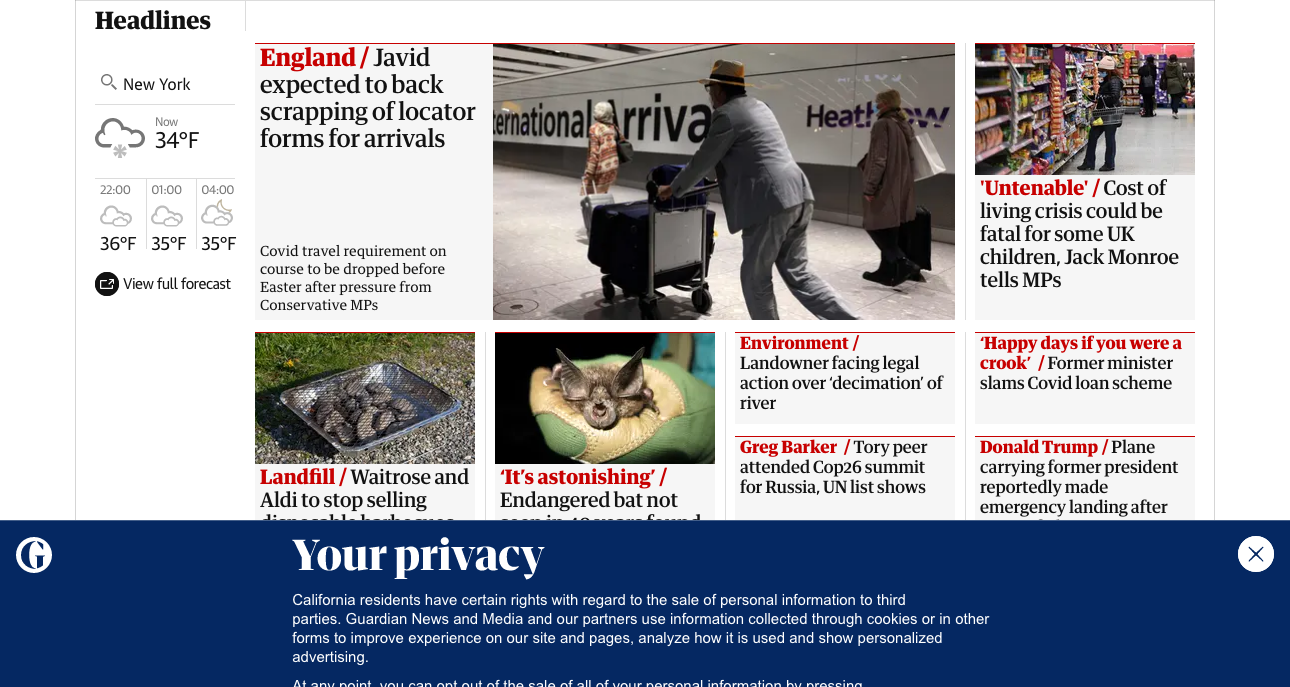 Headlines
New York
Now
34°F
22:00
01:00
04:00
36°F
35°F
35°F
View full forecast
England / Javid
expected to back
scrapping of locator
forms for arrivals
Covid travel requirement on
course to be dropped before
Easter after pressure from
Conservative MPs
ternational Arriva
Heathrow
'Untenable' / Cost of
living crisis could be
fatal for some UK
children, Jack Monroe
tells MPs
Landfill / Waitrose and
Aldi to stop selling
disposable barbecues
‘It’s astonishing’ /
Endangered bat not
seen in 40 years found
Environment /
Landowner facing legal
action over ‘decimation’ of
river
Greg Barker / Tory peer
attended Cop26 summit
for Russia, UN list shows
‘Happy days if you were a
crook’ / Former minister
slams Covid loan scheme
Donald Trump / Plane
carrying former president
reportedly made
emergency landing after
Your privacy
California residents have certain rights with regard to the sale of personal information to third
parties. Guardian News and Media and our partners use information collected through cookies or in other
forms to improve experience on our site and pages, analyze how it is used and show personalized
advertising.
At any point, you can opt out of the sale of all of your personal information by pressing